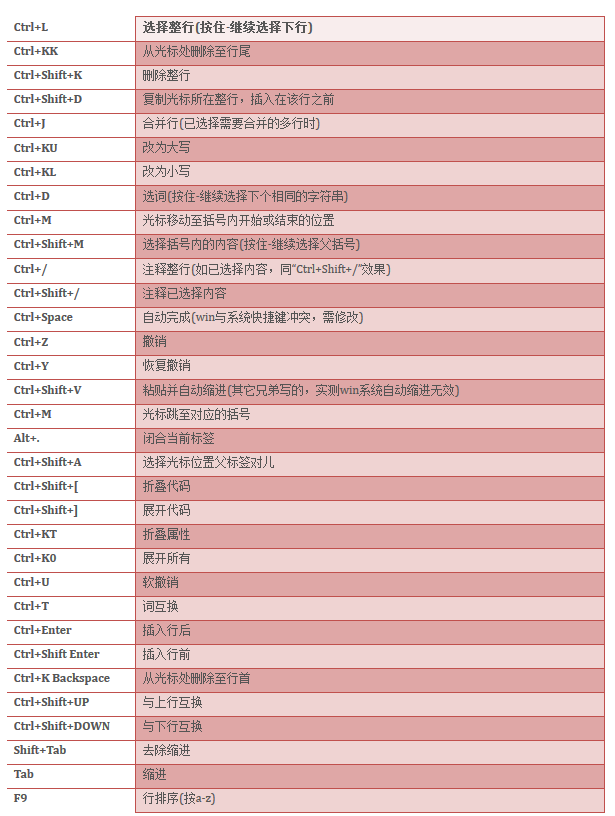 Ctrl+L 选择整行(按住-继续选择下行)
Ctrl+KK 从光标处删除至行尾
Ctrl+Shift+K 删除整行
Ctrl+Shift+D 复制光标所在整行，插入在该行之前
Ctrl+J 合并行(已选择需要合并的多行时)
Ctrl+KU 改为大写
Ctrl+KL 改为小写
Ctrl+D 选词(按住-继续选择下个相同的字符串)
Ctrl+M 光标移动至括号内开始或结束的位置
Ctrl+Shift+M 选择括号内的内容(按住-继续选择父括号)
Ctrl+/ 注释整行(如已选择内容，同"Ctrl+Shift+/"效果)
Ctrl+Shift+/ 注释已选择内容
Ctrl+Space 自动完成(win与系统快捷键冲突，需修改)
Ctrl+Z 撤销
Ctrl+Y 恢复撤销
Ctrl+Shift+V 粘贴并自动缩进(其它兄弟写的，实测win系统自动缩进无效)
Ctrl+M 光标跳至对应的括号
Alt+. 闭合当前标签
Ctrl+Shift+A 选择光标位置父标签对儿
Ctrl+Shift+[ 折叠代码
Ctrl+Shift+] 展开代码
Ctrl+KT 折叠属性
Ctrl+K0 展开所有
Ctrl+U 软撤销
Ctrl+T 词互换
Ctrl+Enter 插入行后
Ctrl+Shift Enter 插入行前
Ctrl+K Backspace 从光标处删除至行首
Ctrl+Shift+UP 与上行互换
Ctrl+Shift+DOWN 与下行互换
Shift+Tab 去除缩进
Tab 缩进
F9 行排序(按a-z)